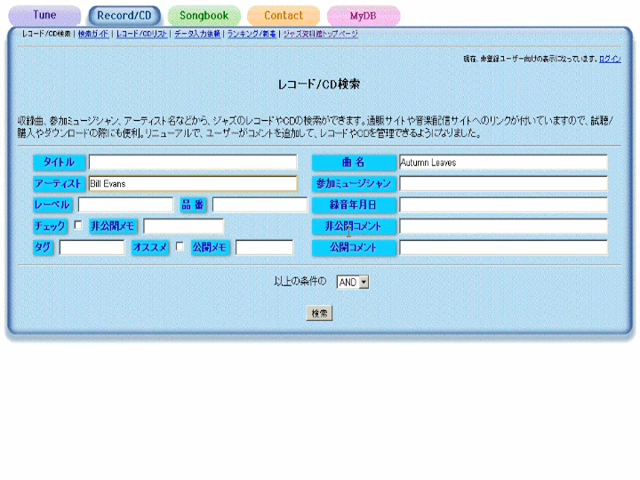 Tune Record/CD Songbook Contact MyDB
レコード/CD検索 | 検索ガイド | レコード/CDリスト | データ入力依頼 | ランキング/新着 | ジャズ資料館トップページ
現在、未登録ユーザー向けの表示になっています。ログイン
レコード/CD検索
収録曲、参加ミュージシャン、アーティスト名などから、ジャズのレコードやCDの検索ができます。通販サイトや音楽配信サイトへのリンクが付いていますので、試聴/
購入やダウンロードの際にも便利。リニューアルで、ユーザーがコメントを追加して、レコードやCDを管理できるようになりました。
タイトル 曲 名 Autumn Leaves
アーティスト Bill Evans 参加ミュージシャン
レーベル 品 番 録音年月日
チェック 非公開メモ 非公開コメント
タグ オススメ 公開メモ 公開コメント
以上の条件の AND
検索